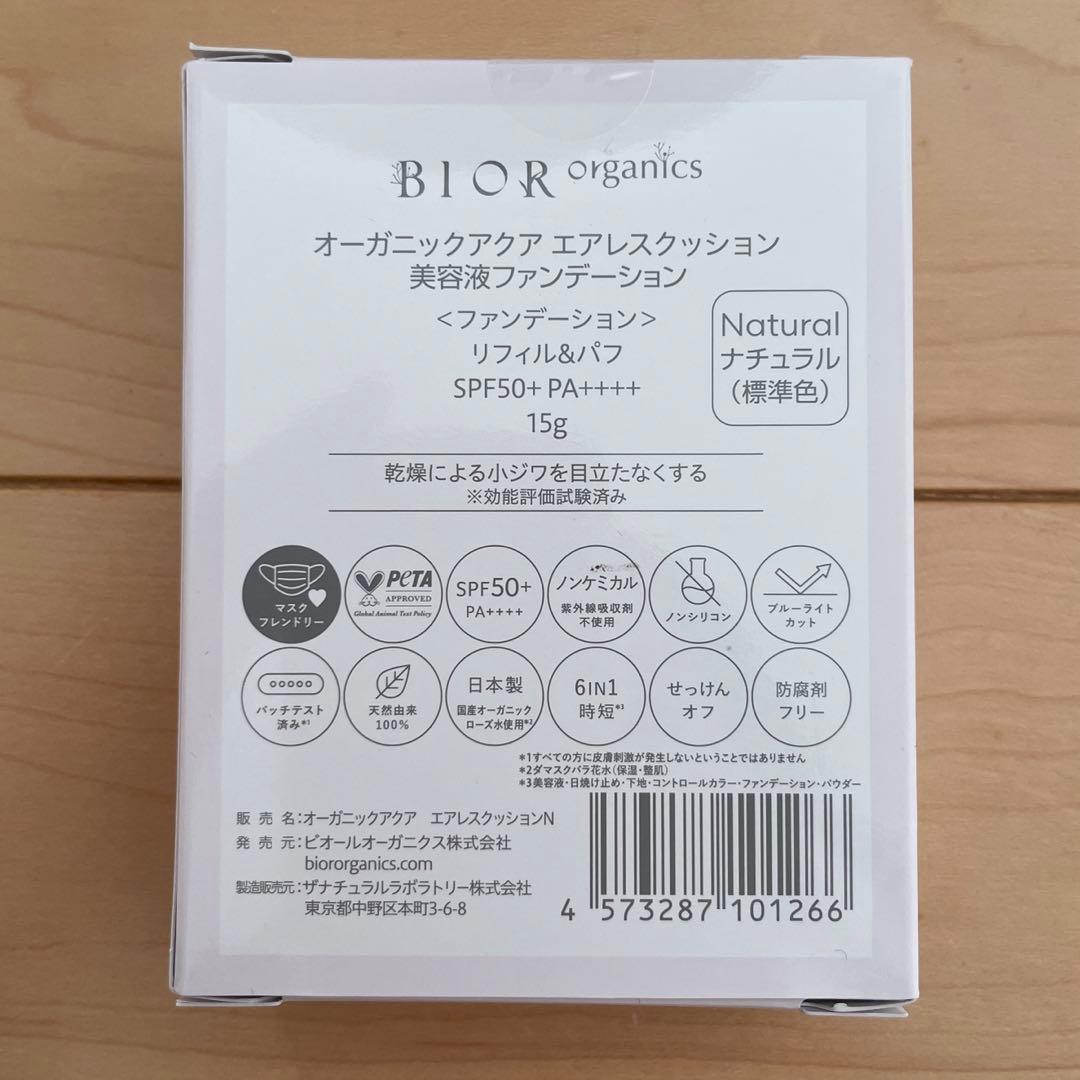 BIOR organics
オーガニックアクア エアレスクッション
美容液ファンデーション
<ファンデーション>
リフィル&パフ
SPF50+ PA++++
15g
Natural
ナチュラル
(標準色)
乾燥による小ジワを目立たなくする
※効能評価試験済み
マスク
フレンドリー
PETA
APPROVED
Global Animal Test Policy
SPF50+
PA++++
ノンケミカル
紫外線吸収剤
不使用
ノンシリコン
ブルーライト
カット
パッチテスト
済み*1
天然由来
100%
日本製
国産オーガニック
ローズ水使用*2
6IN1
時短*3
せっけん
オフ
防腐剤
フリー
*1すべての方に皮膚刺激が発生しないということではありません
*2ダマスクバラ花水(保湿・整肌)
*3美容液・日焼け止め・下地・コントロールカラー・ファンデーション・パウダー
販売名:オーガニックアクア エアレスクッションN
発売元:ビオールオーガニクス株式会社
biororganics.com
製造販売元:ザナチュラルラボラトリー株式会社
東京都中野区本町3-6-8
4 573287 101266